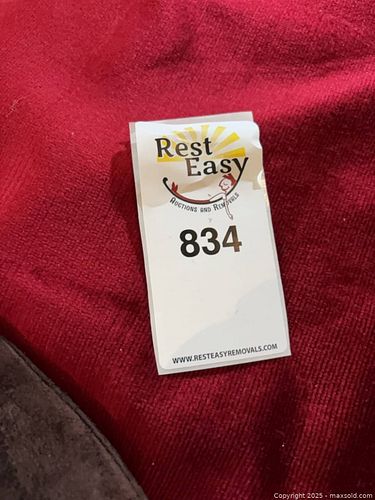 Rest
Easy
AUCTIONS AND REMOVALS
834
WWW.RESTEASYREMOVALS.COM
Copyright 2025 - maxsold.com